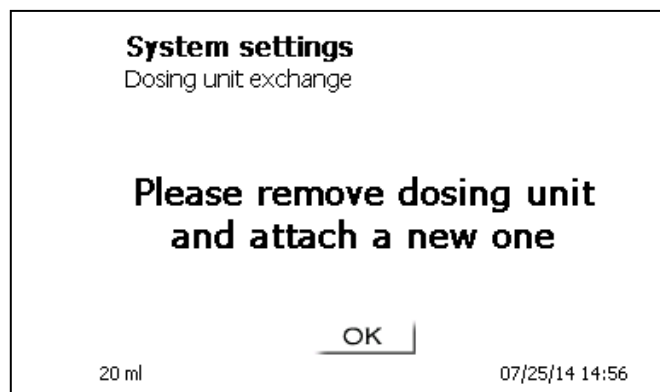 System settings
Dosing unit exchange
Please remove dosing unit
and attach a new one
OK
20 ml
07/25/14 14:56